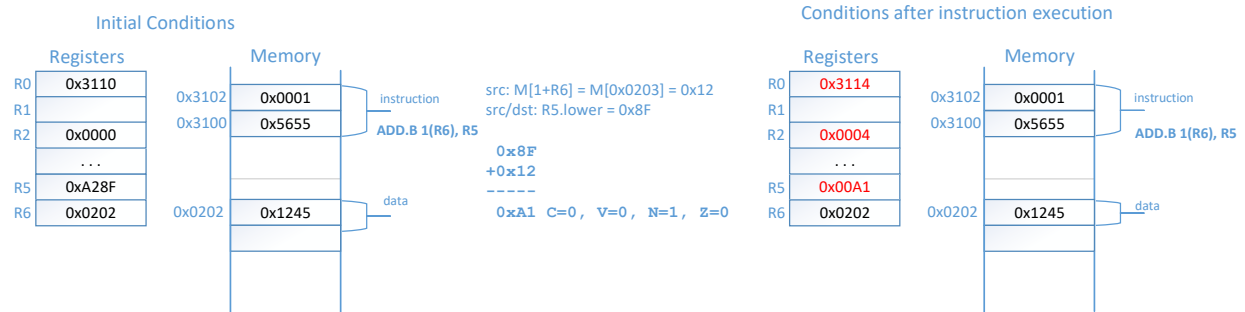 Initial Conditions
Conditions after instruction execution
Registers
Memory
R0 0x3110
R1
R2 0x0000
. . .
R5 0xA28F
R6 0x0202
0x3102 0x0001
0x3100 0x5655
0x0202 0x1245
instruction
ADD.B 1(R6), R5
data
src: M[1+R6] = M[0x0203] = 0x12
src/dst: R5.lower = 0x8F
0x8F
+0x12
-----
0xA1 C=0, V=0, N=1, Z=0
Registers
Memory
R0 0x3114
R1
R2 0x0004
. . .
R5 0x00A1
R6 0x0202
0x3102 0x0001
0x3100 0x5655
0x0202 0x1245
instruction
ADD.B 1(R6), R5
data